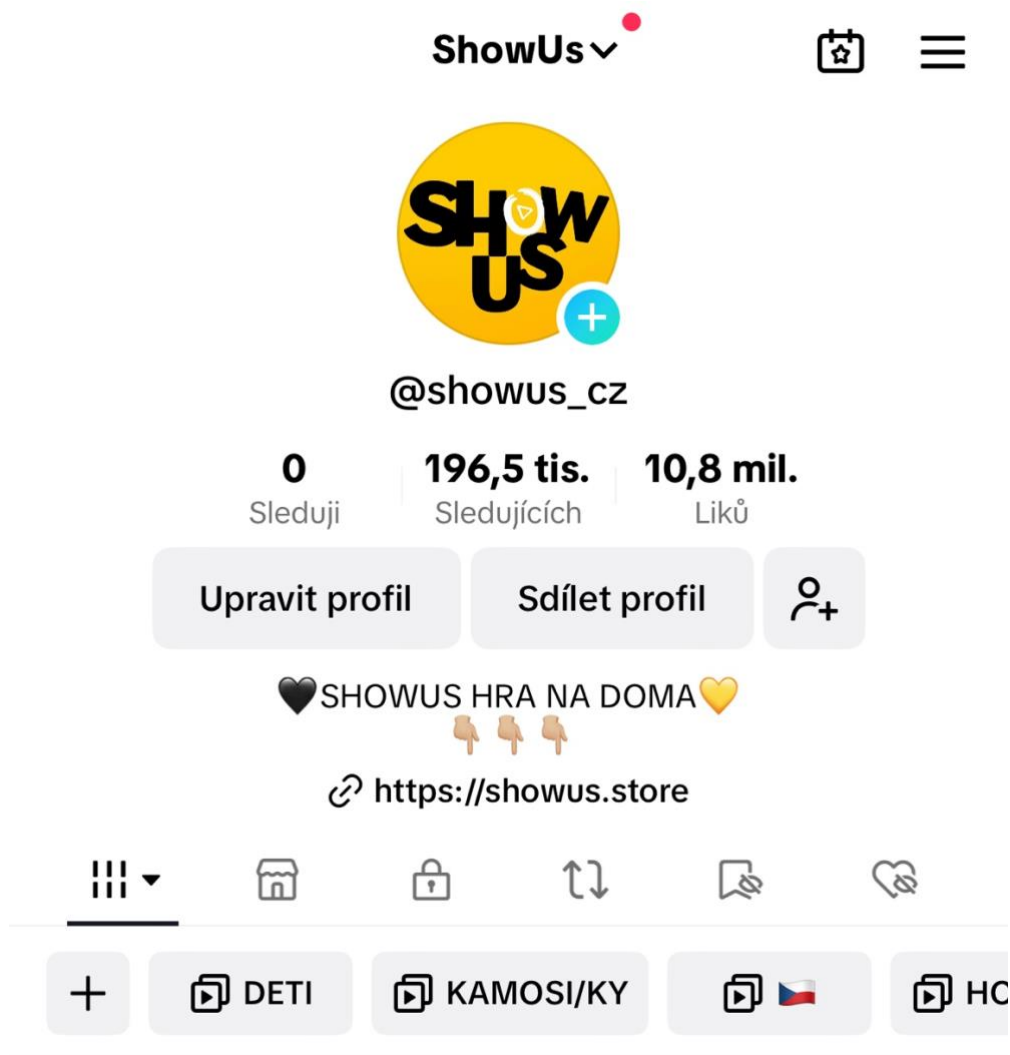 ShowUs
SHOW
US
@showus_cz
0 196,5 tis. 10,8 mil.
Sleduji Sledujících Liků
Upravit profil Sdílet profil
🖤SHOWUS HRA NA DOMA💛
👇🏼👇🏼👇🏼
https://showus.store
DETI KAMOSI/KY 🇨🇿 HO